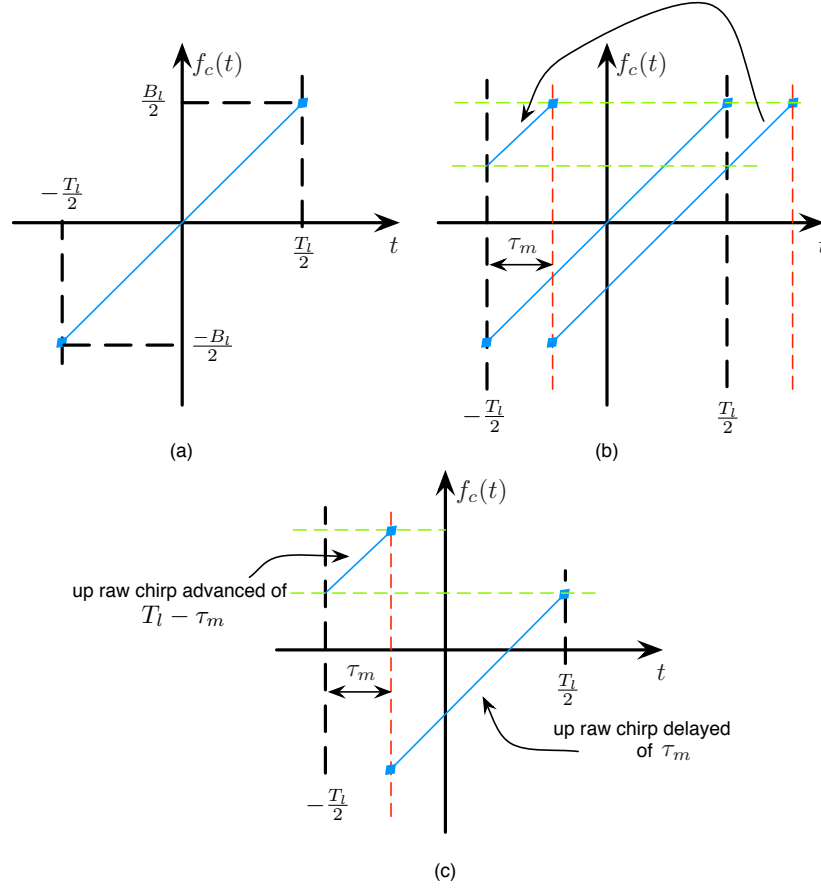 f_c(t)
B_l/2
-T_l/2
t
T_l/2
-B_l/2
(a)
f_c(t)
t
τ_m
-T_l/2
T_l/2
(b)
f_c(t)
up raw chirp advanced of
T_l - τ_m
t
τ_m
T_l/2
up raw chirp delayed
of τ_m
-T_l/2
(c)